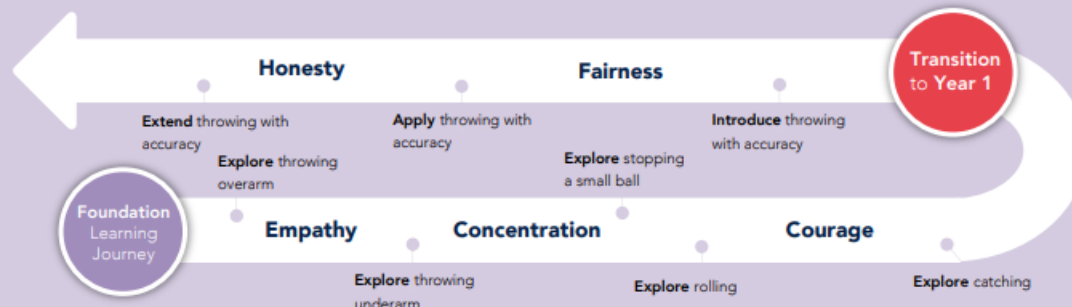 Honesty
Fairness
Transition
to Year 1
Extend throwing with
accuracy
Apply throwing with
accuracy
Introduce throwing
with accuracy
Explore throwing
overarm
Explore stopping
a small ball
Foundation
Learning
Journey
Empathy
Concentration
Courage
Explore throwing
underarm
Explore rolling
Explore catching